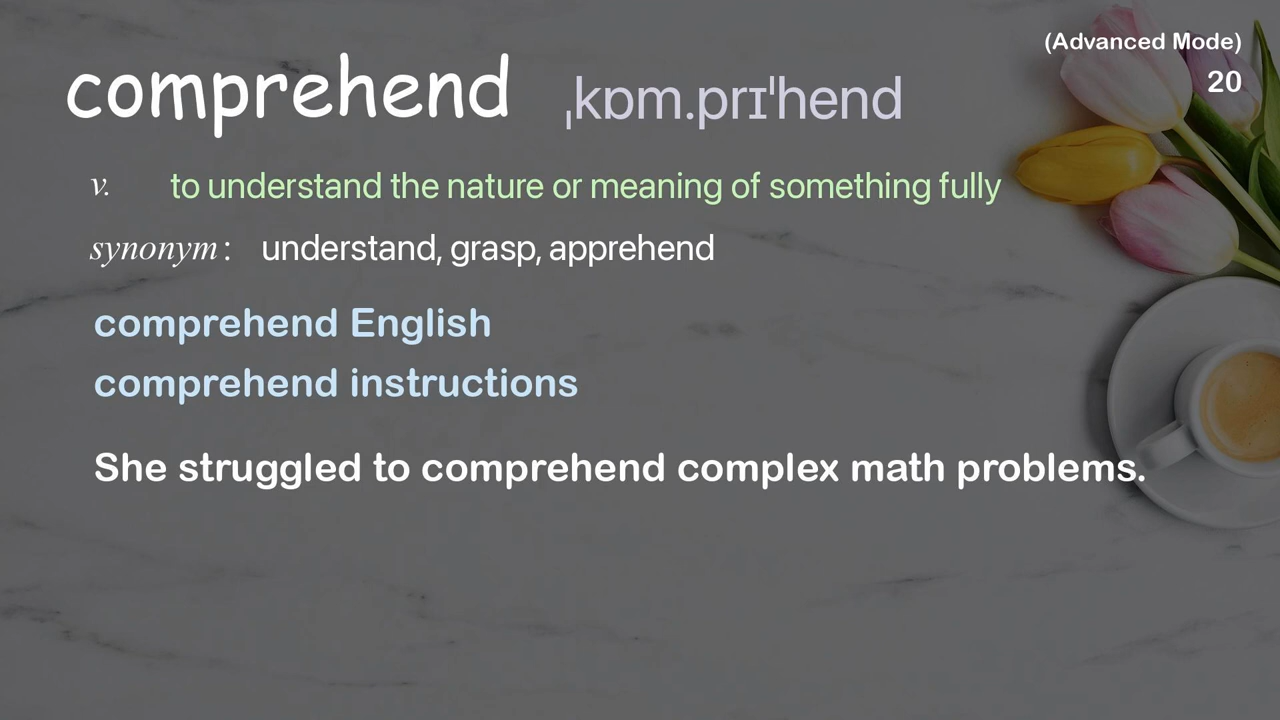 (Advanced Mode)
comprehend ˌkɒm.prɪˈhend
20
v. to understand the nature or meaning of something fully
synonym : understand, grasp, apprehend
comprehend English
comprehend instructions
She struggled to comprehend complex math problems.